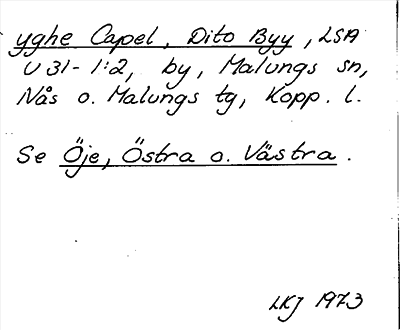 yghe Capel, Dito Byy, LSA
U 31-1:2, by, Malungs sn,
Nås o. Malungs tg, Kopp. l.
Se Öje, Östra o. Västra.
LKJ 1973